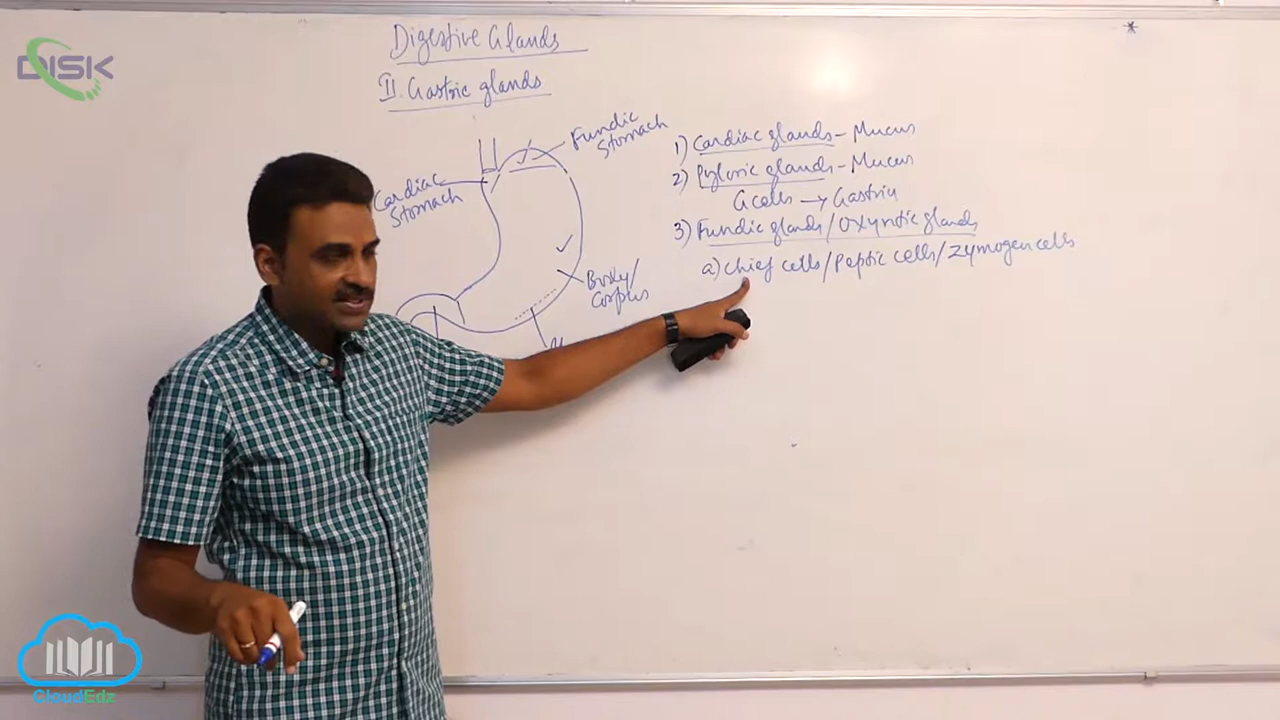 DISK
Digestive Glands
II. Gastric glands
Fundic
Stomach
Cardiac
Stomach
Body/
Corpus
1) Cardiac glands - Mucus
2) Pyloric glands - Mucus
G cells → Gastrin
3) Fundic glands/Oxyntic glands
a) Chief cells/Peptic cells/Zymogen cells
CloudEdz